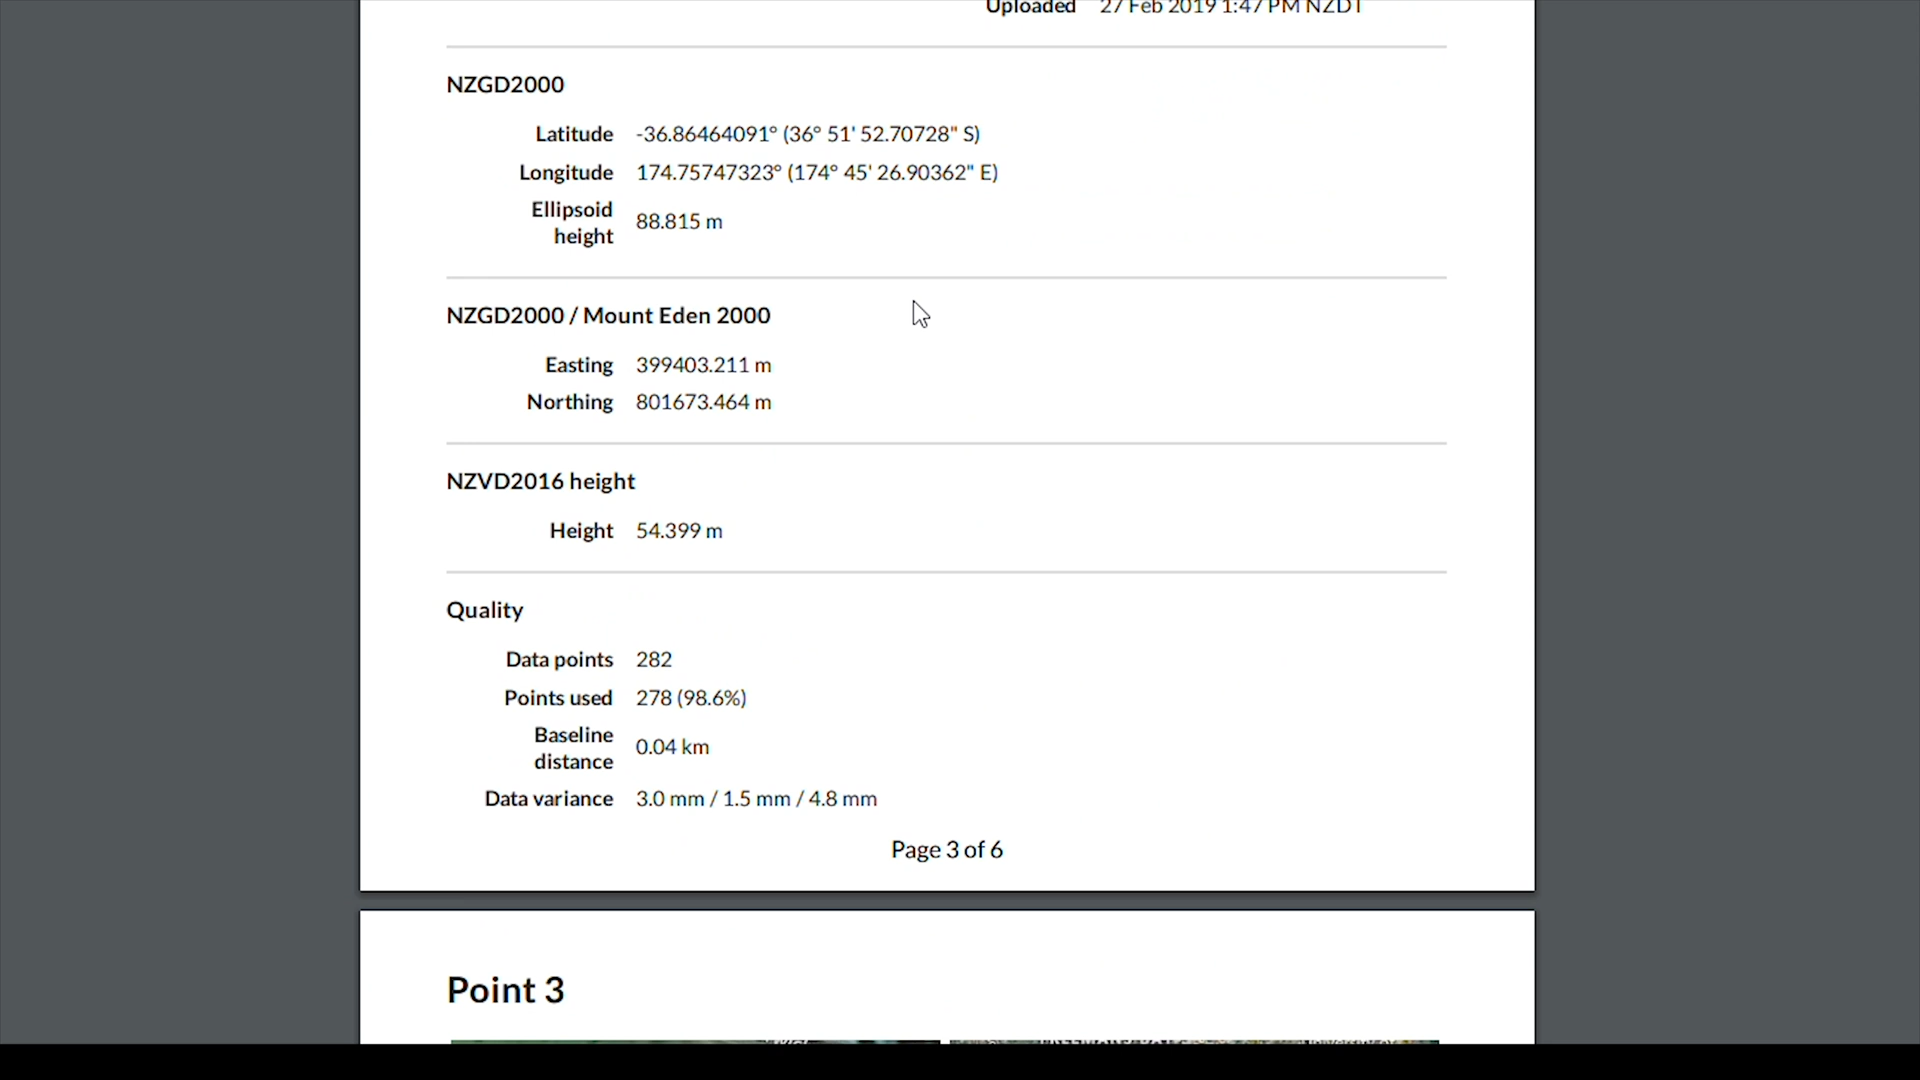 Uploaded 27 Feb 2019 1:47 PM NZDT
NZGD2000
Latitude -36.86464091° (36° 51' 52.70728" S)
Longitude 174.75747323° (174° 45' 26.90362" E)
Ellipsoid height 88.815 m
NZGD2000 / Mount Eden 2000
Easting 399403.211 m
Northing 801673.464 m
NZVD2016 height
Height 54.399 m
Quality
Data points 282
Points used 278 (98.6%)
Baseline distance 0.04 km
Data variance 3.0 mm / 1.5 mm / 4.8 mm
Page 3 of 6
Point 3